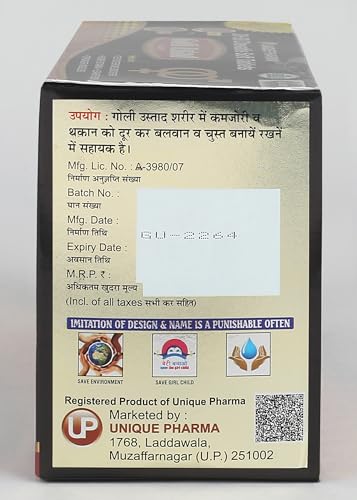 उपयोग : गोली उस्ताद शरीर में कमजोरी व
थकान को दूर कर बलवान व चुस्त बनायें रखने
में सहायक है।
Mfg. Lic. No. : A-3980/07
निर्माण अनुज्ञप्ति संख्या
Batch No. :
घान संख्या
GU-2264
Mfg. Date :
निर्माण तिथि
Expiry Date :
अवसान तिथि
M.R.P. ₹ :
अधिकतम खुदरा मूल्य
(Incl. of all taxes सभी कर सहित)
IMITATION OF DESIGN & NAME IS A PUNISHABLE OFTEN
बेटी बचाओ
SAVE ENVIRONMENT
SAVE GIRL CHILD
Registered Product of Unique Pharma
UP
Marketed by :
UNIQUE PHARMA
1768, Laddawala,
Muzaffarnagar (U.P.) 251002